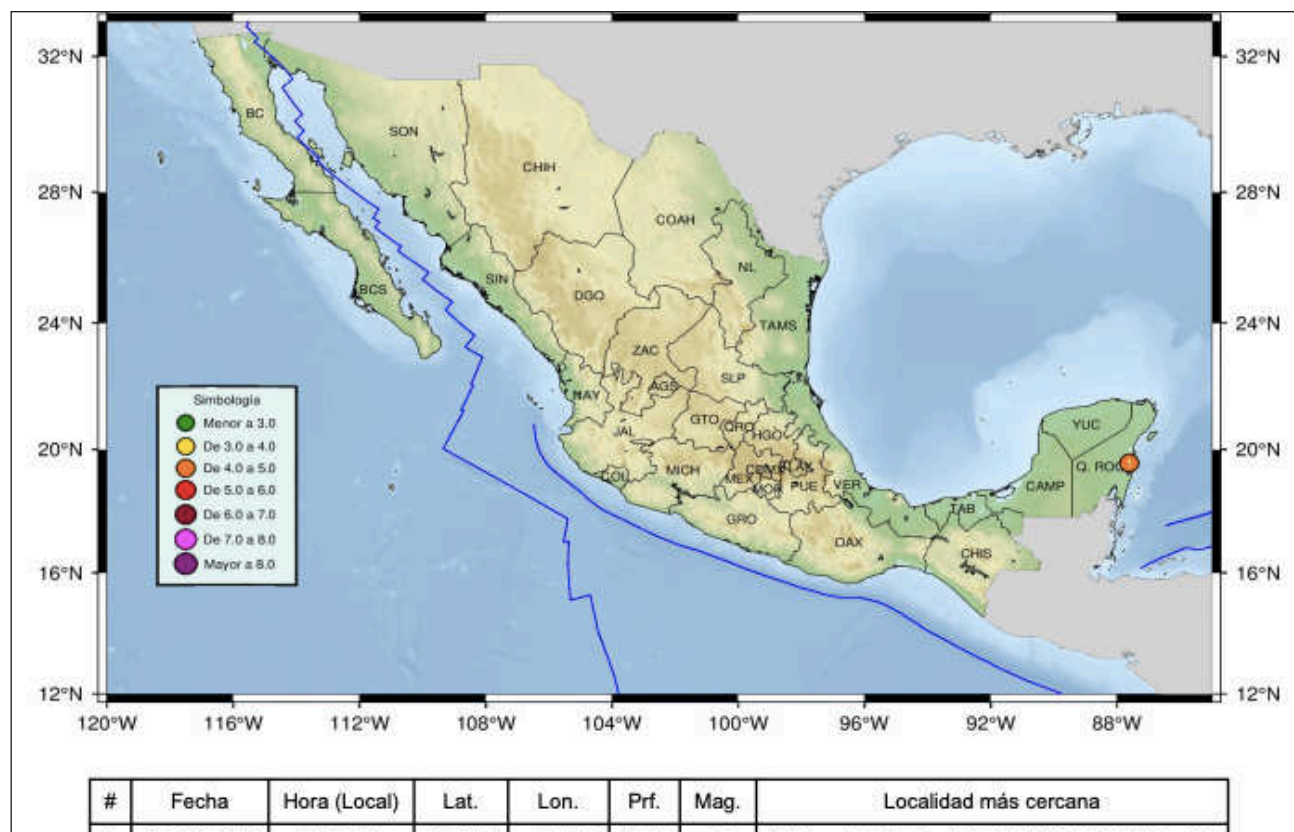 32°N 32°N
BC
SON
CHIH
28°N 28°N
COAH
NL
SIN
BCS
DGO
24°N 24°N
TAMS
ZAC
SLP
AGS
NAY
Simbología
Menor a 3.0
De 3.0 a 4.0
De 4.0 a 5.0
De 5.0 a 6.0
De 6.0 a 7.0
De 7.0 a 8.0
Mayor a 8.0
GTO
QRO
HGO
YUC
JAL
20°N 20°N
MICH
COL
MEX
MOR
PUE
VER
CAMP
Q. ROO
1
TAB
GRO
OAX
CHIS
16°N 16°N
12°N 12°N
120°W 116°W 112°W 108°W 104°W 100°W 96°W 92°W 88°W
# Fecha Hora (Local) Lat. Lon. Prf. Mag. Localidad más cercana